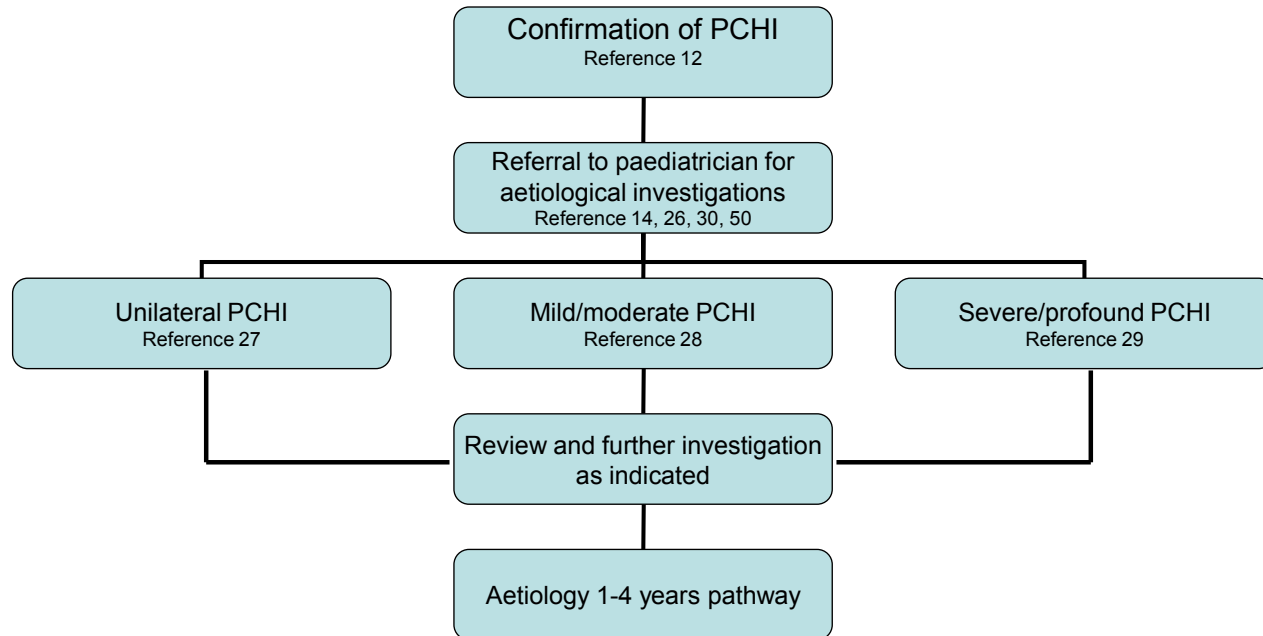 Confirmation of PCHI
Reference 12
Referral to paediatrician for
aetiological investigations
Reference 14, 26, 30, 50
Unilateral PCHI
Reference 27
Mild/moderate PCHI
Reference 28
Severe/profound PCHI
Reference 29
Review and further investigation
as indicated
Aetiology 1-4 years pathway